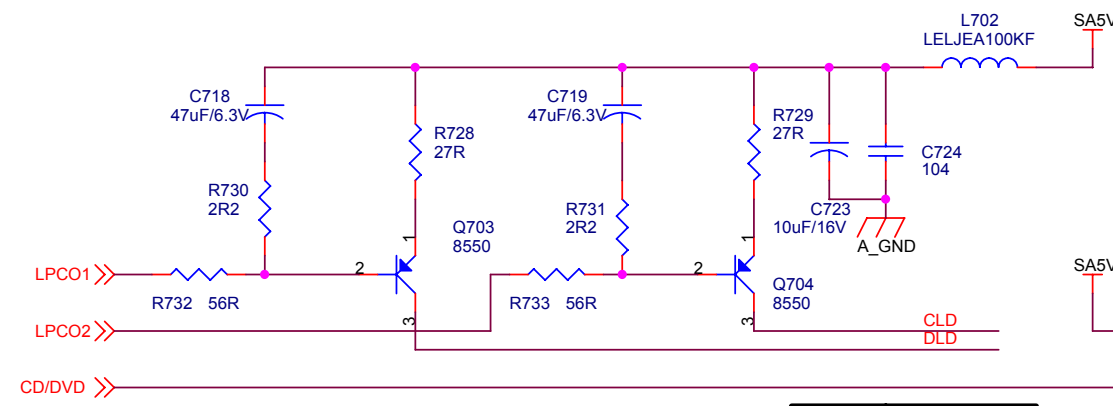 L702
LELJEA100KF
SA5V
C718
47uF/6.3V
R728
27R
C719
47uF/6.3V
R729
27R
C724
104
R730
2R2
R731
2R2
C723
10uF/16V
A_GND
Q703
8550
1
2
3
Q704
8550
1
2
3
LPCO1
R732 56R
R733 56R
SA5V
LPCO2
CLD
DLD
CD/DVD